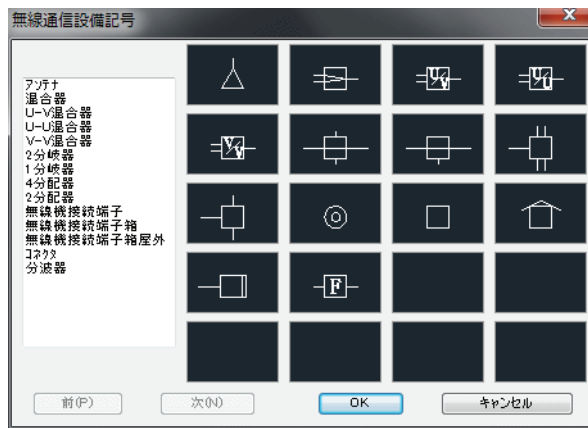 無線通信設備記号
アンテナ
混合器
U-V混合器
U-U混合器
V-V混合器
2分岐器
1分岐器
4分配器
2分配器
無線機接続端子
無線機接続端子箱
無線機接続端子箱屋外
コネクタ
分波器
U/V
U/U
V/V
F
前(P)
次(N)
OK
キャンセル